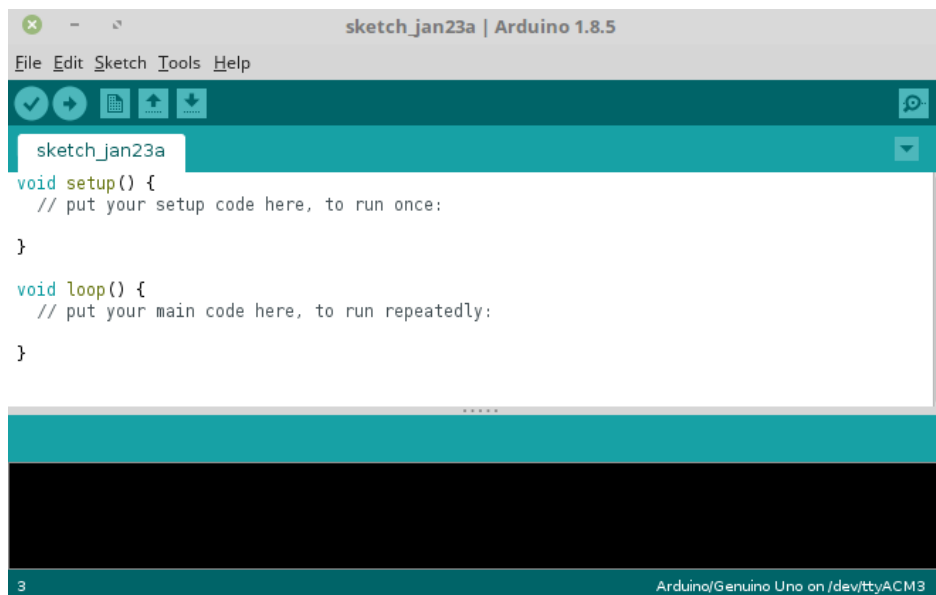 sketch_jan23a | Arduino 1.8.5
File Edit Sketch Tools Help
sketch_jan23a
void setup() {
  // put your setup code here, to run once:
}
void loop() {
  // put your main code here, to run repeatedly:
}
3 Arduino/Genuino Uno on /dev/ttyACM3